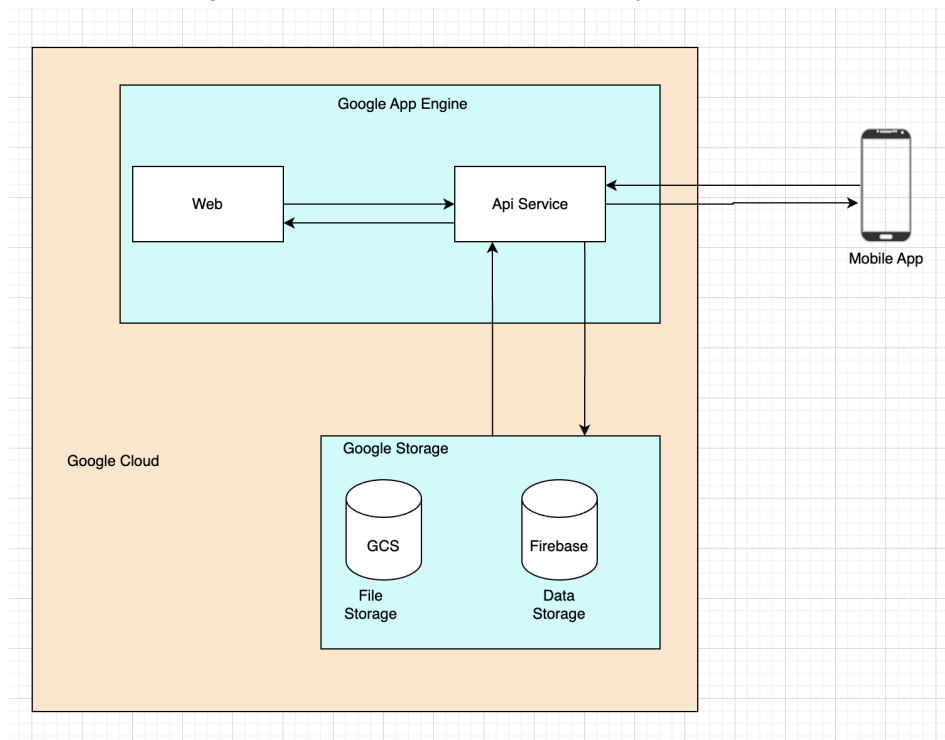 Google App Engine
Web
Api Service
Mobile App
Google Cloud
Google Storage
GCS
Firebase
File
Storage
Data
Storage